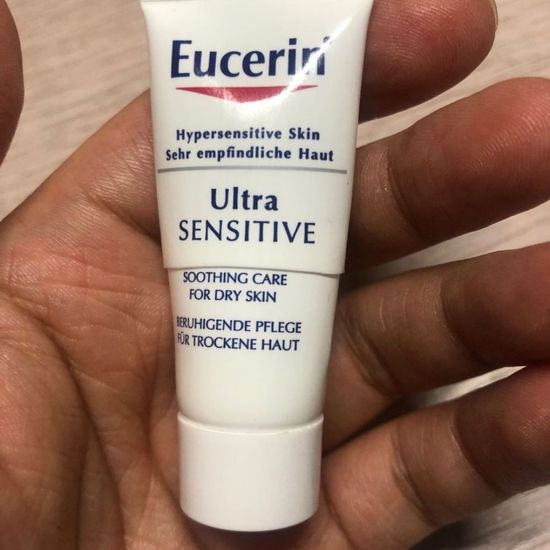 Eucerin
Hypersensitive Skin
Sehr empfindliche Haut
Ultra
SENSITIVE
SOOTHING CARE
FOR DRY SKIN
BERUHIGENDE PFLEGE
FÜR TROCKENE HAUT